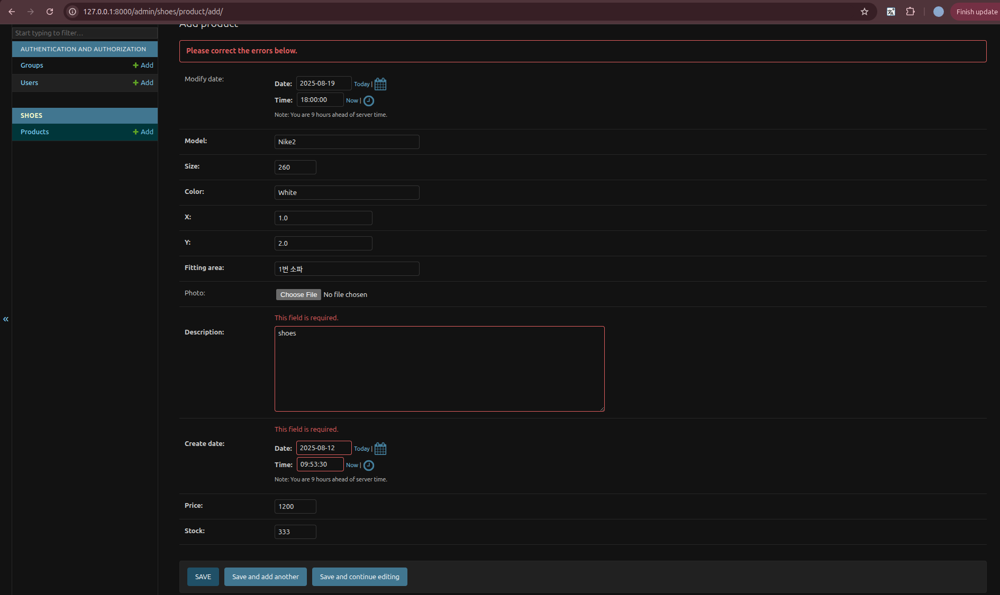 127.0.0.1:8000/admin/shoes/product/add/
Finish update
Start typing to filter…
AUTHENTICATION AND AUTHORIZATION
Groups
Add
Users
Add
SHOES
Products
Add
«
Add product
Please correct the errors below.
Modify date:
Date: 2025-08-19 Today |
Time: 18:00:00 Now |
Note: You are 9 hours ahead of server time.
Model: Nike2
Size: 260
Color: White
X: 1.0
Y: 2.0
Fitting area: 1번 소파
Photo: Choose File No file chosen
This field is required.
Description: shoes
This field is required.
Create date:
Date: 2025-08-12 Today |
Time: 09:53:30 Now |
Note: You are 9 hours ahead of server time.
Price: 1200
Stock: 333
SAVE Save and add another Save and continue editing